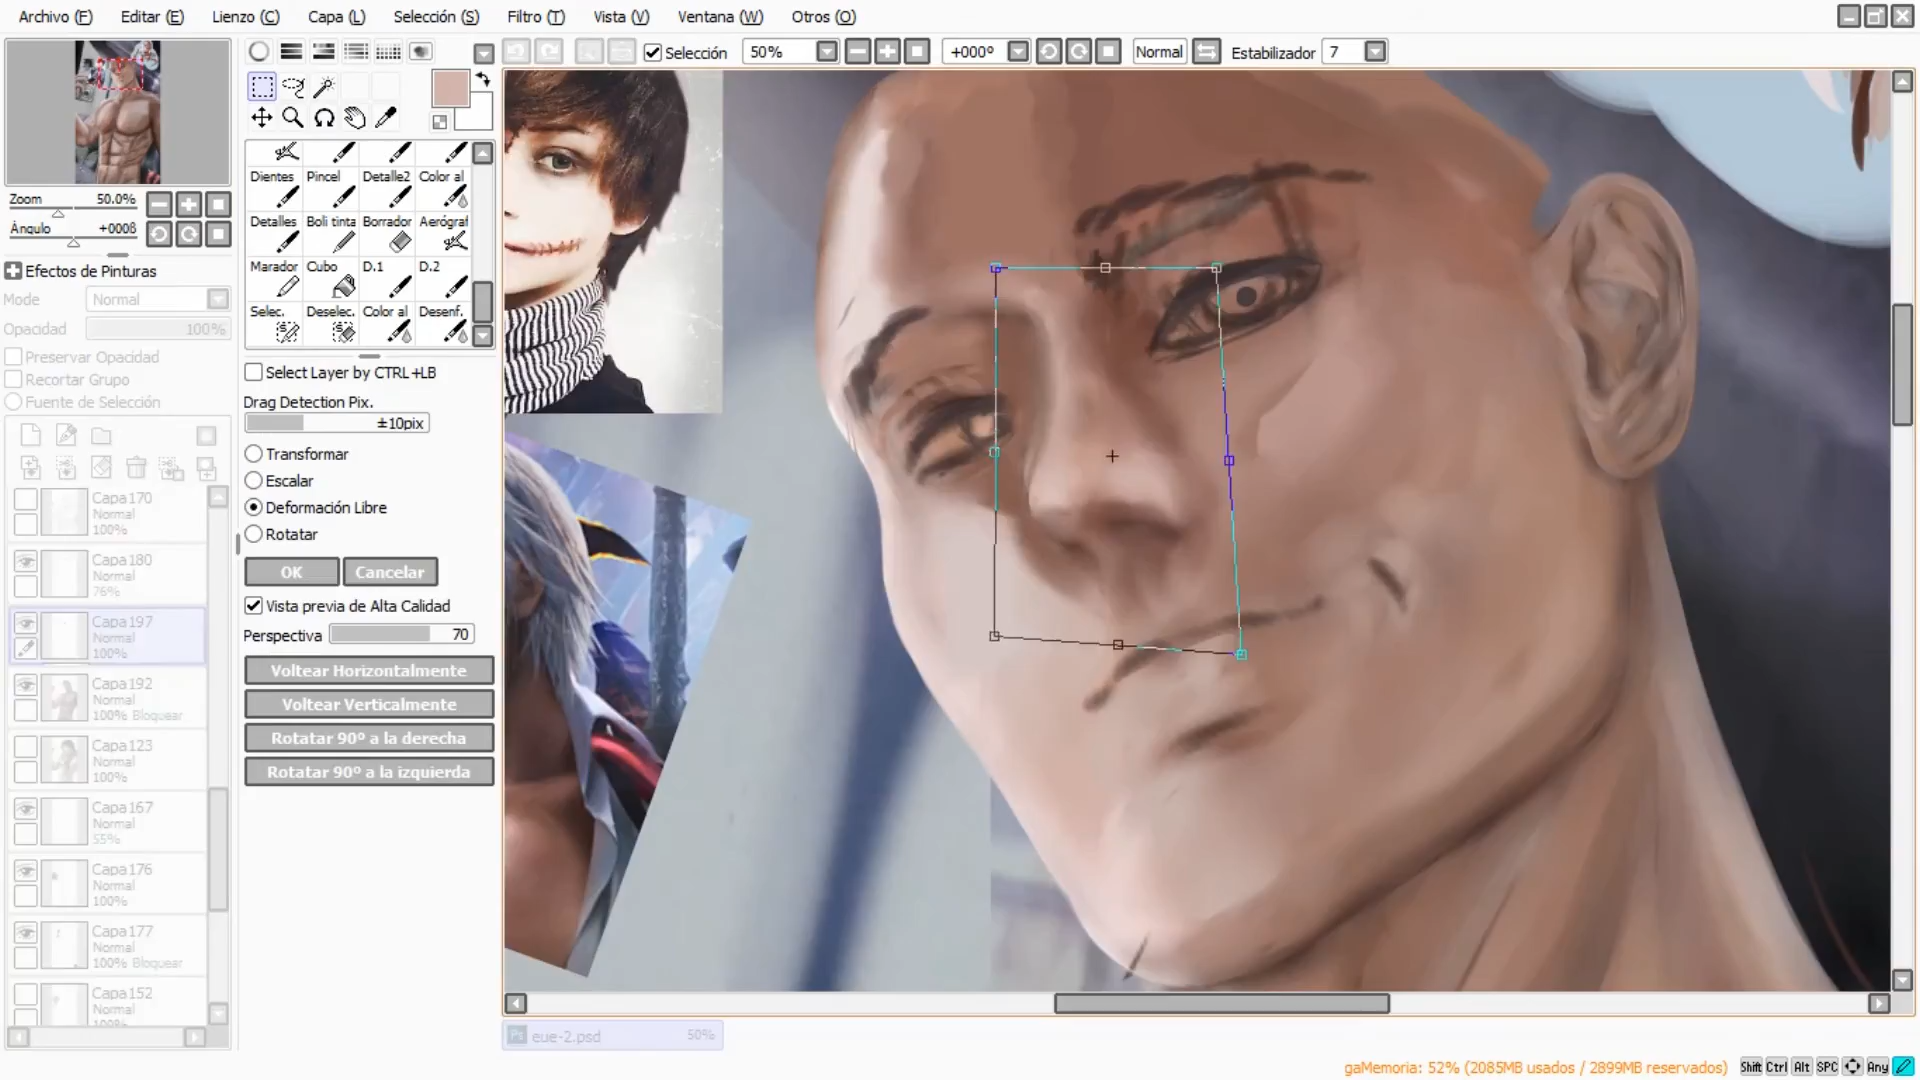 Archivo (F) Editar (E) Lienzo (C) Capa (L) Selección (S) Filtro (T) Vista (V) Ventana (W) Otros (O)
Selección 50% +000º Normal Estabilizador 7
Zoom 50.0%
Ángulo +0008
Efectos de Pinturas
Mode Normal
Opacidad 100%
Preservar Opacidad
Recortar Grupo
Fuente de Selección
Capa170
Normal
100%
Capa180
Normal
76%
Capa197
Normal
100%
Capa192
Normal
100% Bloquear
Capa123
Normal
100%
Capa167
Normal
55%
Capa176
Normal
100%
Capa177
Normal
100% Bloquear
Capa152
Normal
100%
Dientes Pincel Detalle2 Color al
Detalles Boli tinta Borrador Aerógraf
Marador Cubo D.1 D.2
Selec. Deselec. Color al Desenf.
Select Layer by CTRL+LB
Drag Detection Pix.
±10pix
Transformar
Escalar
Deformación Libre
Rotatar
OK Cancelar
Vista previa de Alta Calidad
Perspectiva 70
Voltear Horizontalmente
Voltear Verticalmente
Rotatar 90º a la derecha
Rotatar 90º a la izquierda
Ps eue-2.psd 50%
gaMemoria: 52% (2085MB usados / 2899MB reservados) Shift Ctrl Alt SPC Any